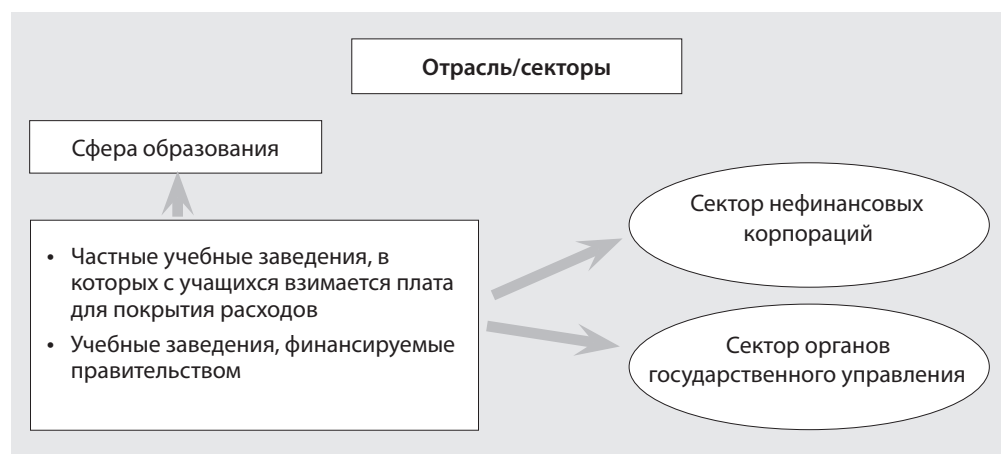 Отрасль/секторы
Сфера образования
• Частные учебные заведения, в
которых с учащихся взимается плата
для покрытия расходов
• Учебные заведения, финансируемые
правительством
Сектор нефинансовых
корпораций
Сектор органов
государственного управления